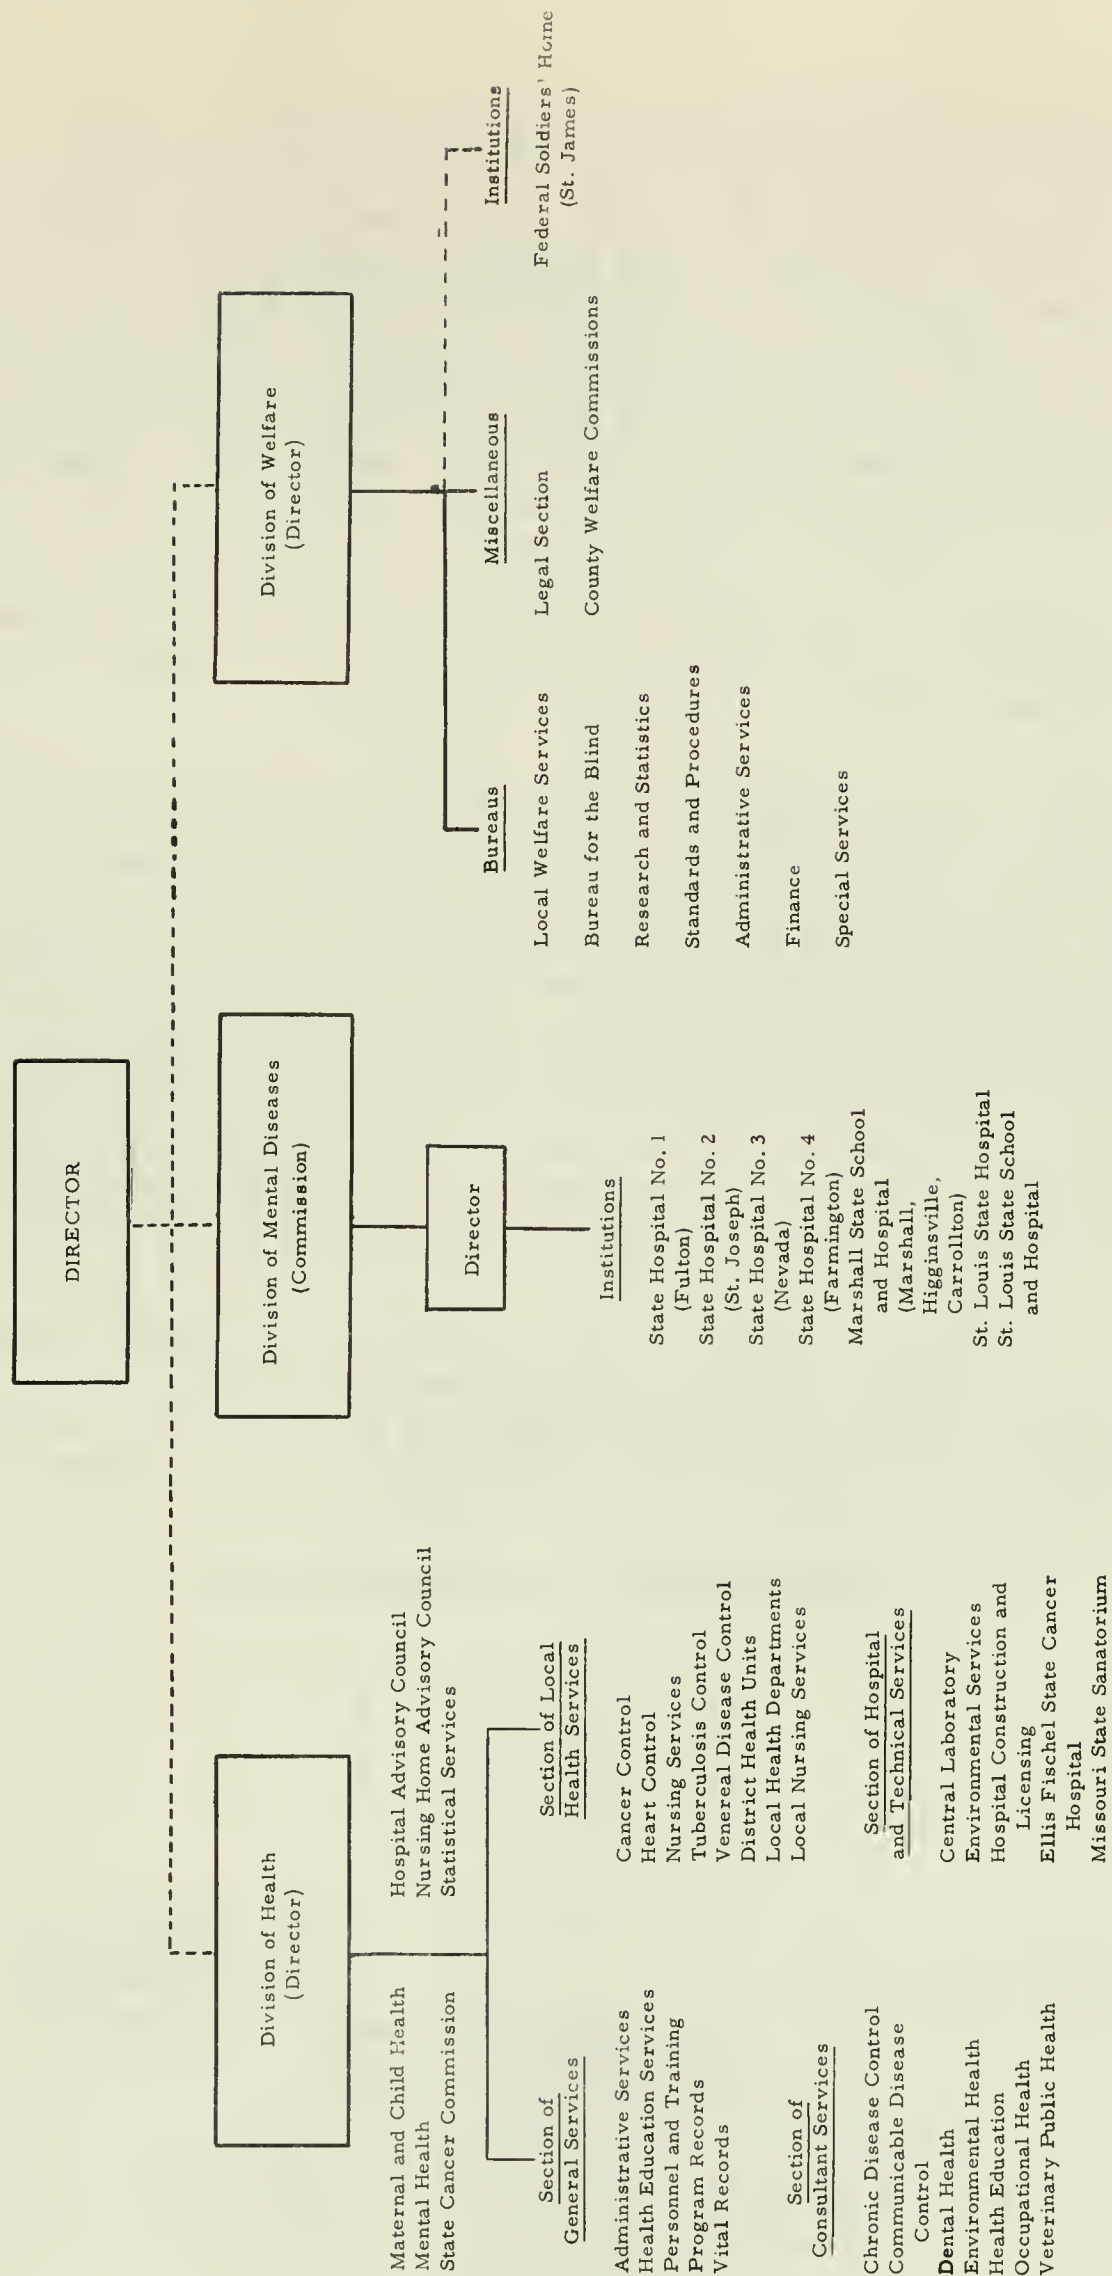 DIRECTOR
Division of Health
(Director)
Maternal and Child Health
Mental Health
State Cancer Commission
Hospital Advisory Council
Nursing Home Advisory Council
Statistical Services
Section of
General Services
Administrative Services
Health Education Services
Personnel and Training
Program Records
Vital Records
Section of Local
Health Services
Cancer Control
Heart Control
Nursing Services
Tuberculosis Control
Venereal Disease Control
District Health Units
Local Health Departments
Local Nursing Services
Section of
Consultant Services
Chronic Disease Control
Communicable Disease
Control
Dental Health
Environmental Health
Health Education
Occupational Health
Veterinary Public Health
Section of Hospital
and Technical Services
Central Laboratory
Environmental Services
Hospital Construction and
Licensing
Ellis Fischel State Cancer
Hospital
Missouri State Sanatorium
Division of Mental Diseases
(Commission)
Director
Institutions
State Hospital No. 1
(Fulton)
State Hospital No. 2
(St. Joseph)
State Hospital No. 3
(Nevada)
State Hospital No. 4
(Farmington)
Marshall State School
and Hospital
(Marshall,
Higginsville,
Carrollton)
St. Louis State Hospital
St. Louis State School
and Hospital
Division of Welfare
(Director)
Bureaus
Local Welfare Services
Bureau for the Blind
Research and Statistics
Standards and Procedures
Administrative Services
Finance
Special Services
Miscellaneous
Legal Section
County Welfare Commissions
Institutions
Federal Soldiers' Home
(St. James)